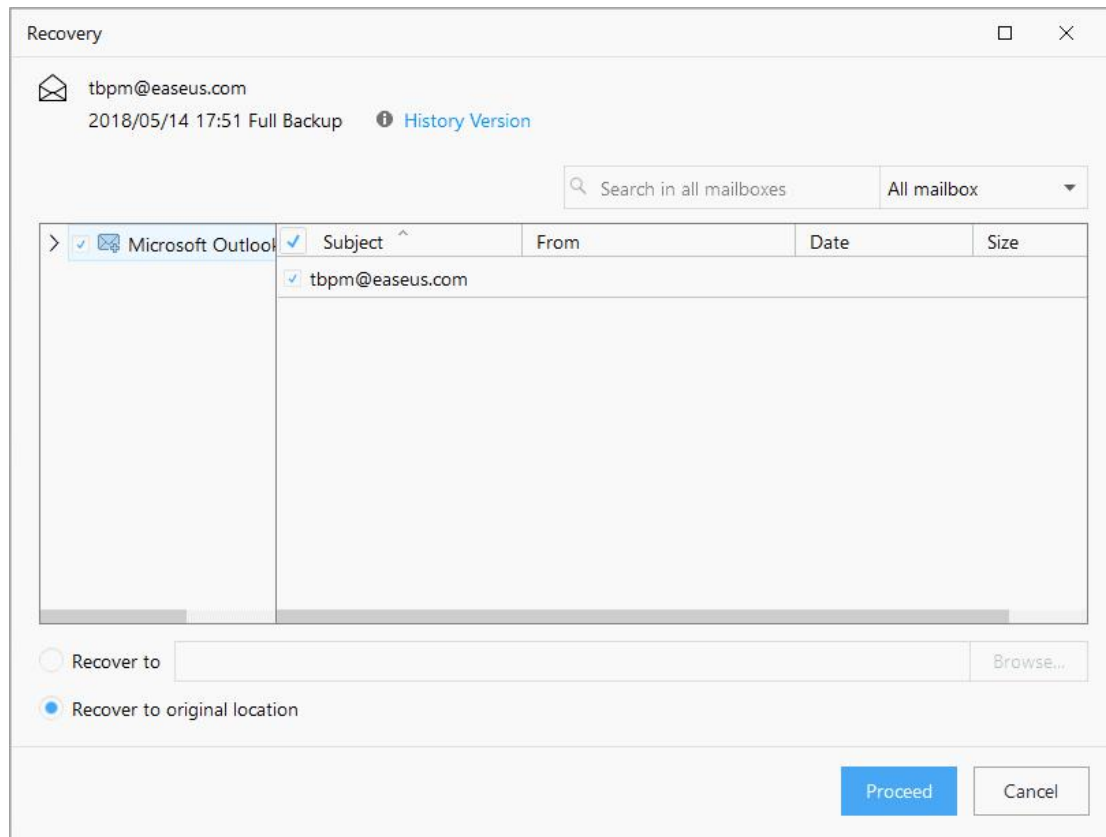 Recovery
tbpm@easeus.com
2018/05/14 17:51 Full Backup History Version
Search in all mailboxes All mailbox
Microsoft Outlook Subject From Date Size
tbpm@easeus.com
Recover to Browse...
Recover to original location
Proceed Cancel